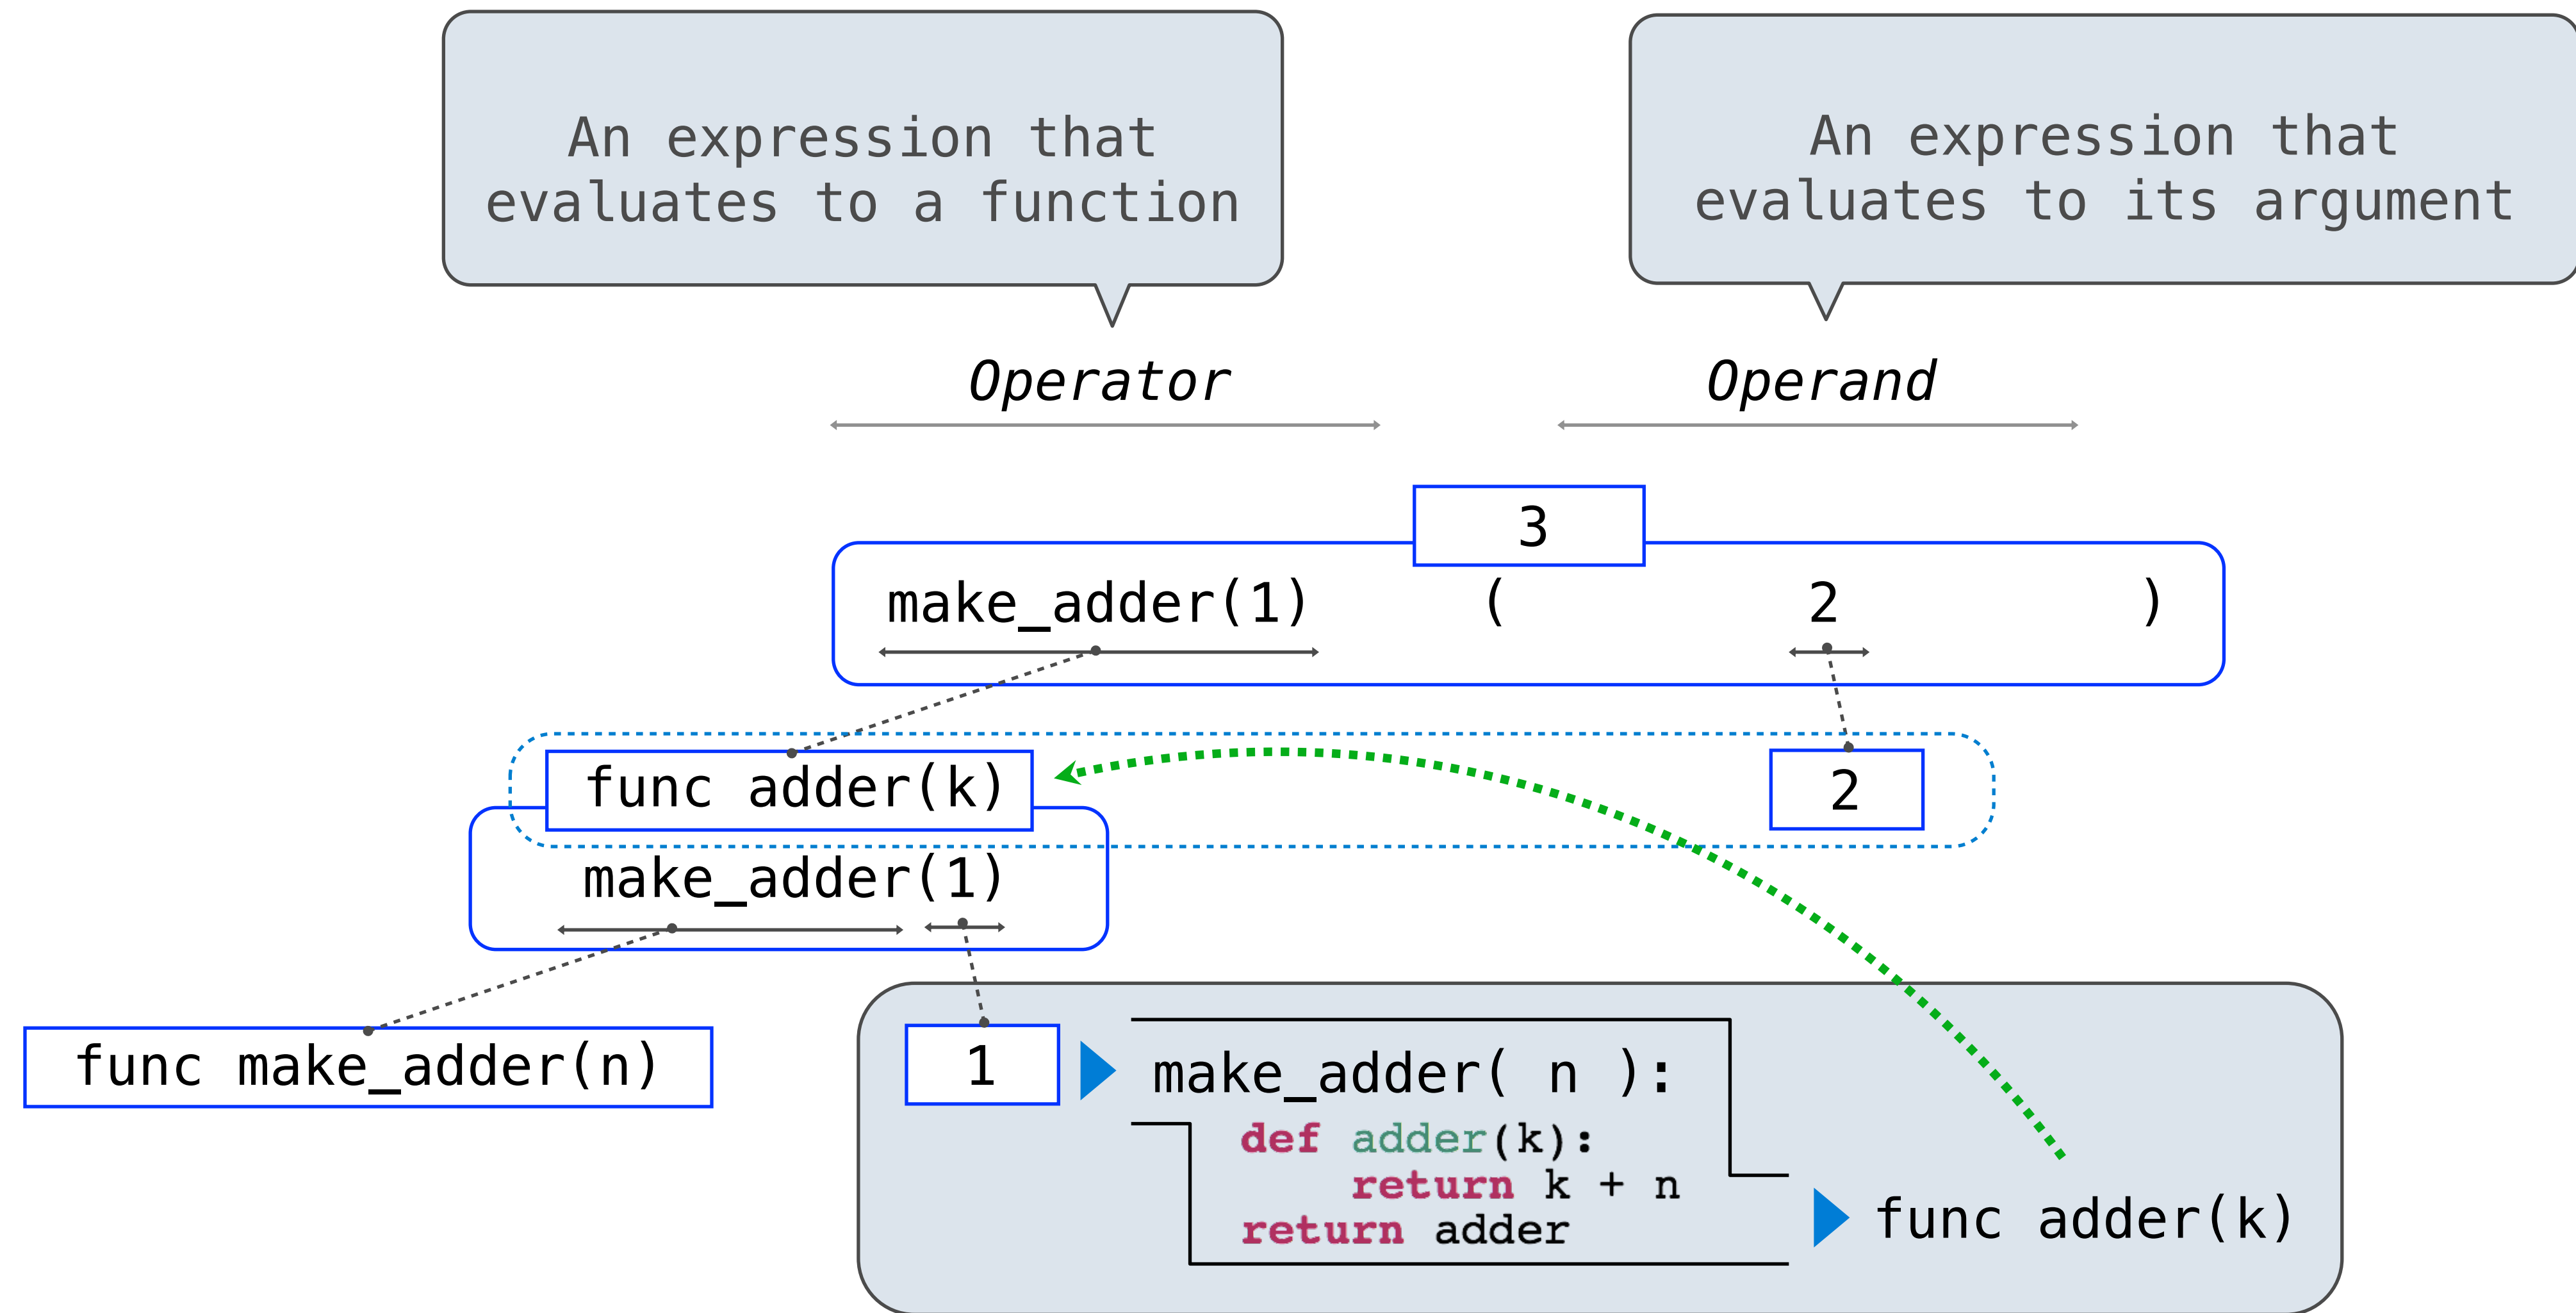 An expression that
evaluates to a function
An expression that
evaluates to its argument
Operator
Operand
3
make_adder(1) ( 2 )
func adder(k)
2
make_adder(1)
func make_adder(n)
1
make_adder( n ):
def adder(k):
return k + n
return adder
func adder(k)